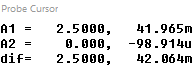 Probe Cursor
A1 = 2.5000, 41.965m
A2 = 0.000, -98.914u
dif= 2.5000, 42.064m